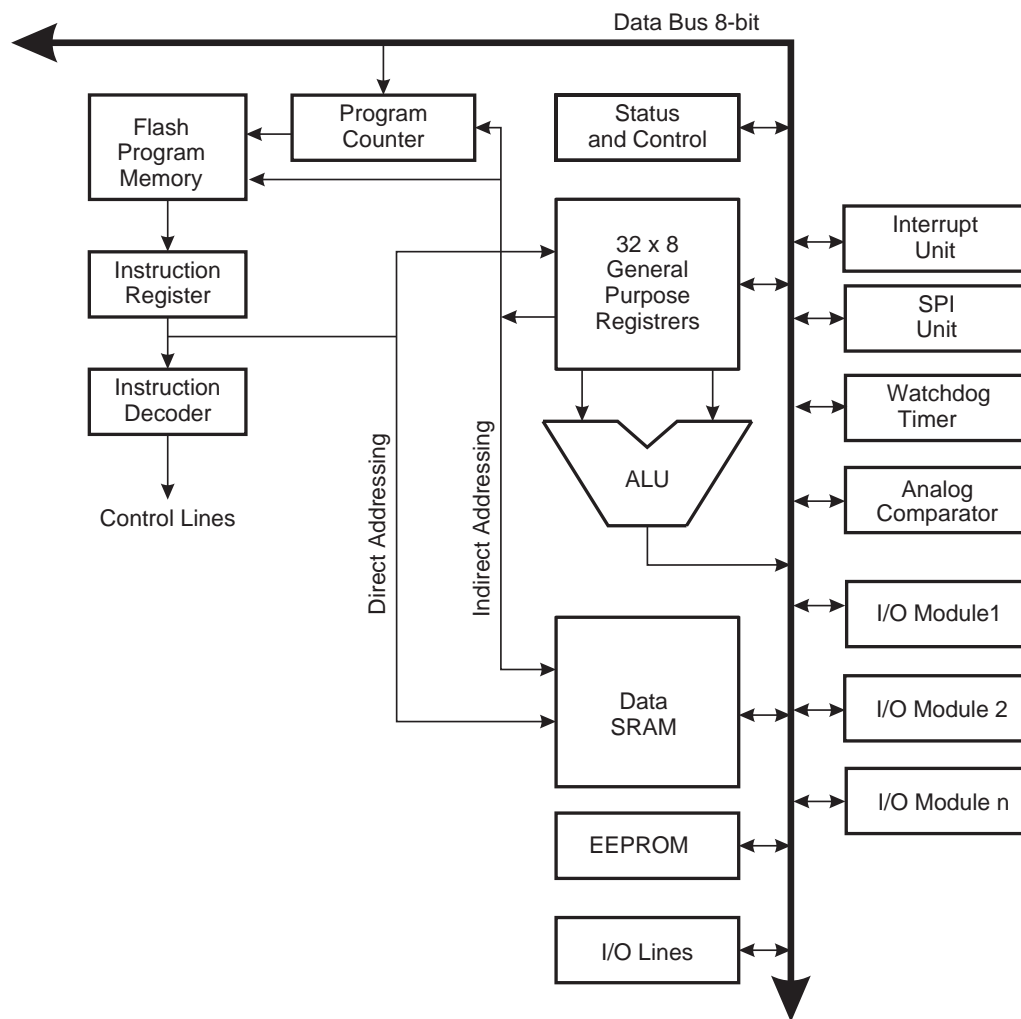 Data Bus 8-bit
Flash
Program
Memory
Program
Counter
Status
and Control
32 x 8
General
Purpose
Registrers
Interrupt
Unit
Instruction
Register
SPI
Unit
Instruction
Decoder
Watchdog
Timer
Direct Addressing
Indirect Addressing
ALU
Analog
Comparator
Control Lines
I/O Module1
Data
SRAM
I/O Module 2
I/O Module n
EEPROM
I/O Lines